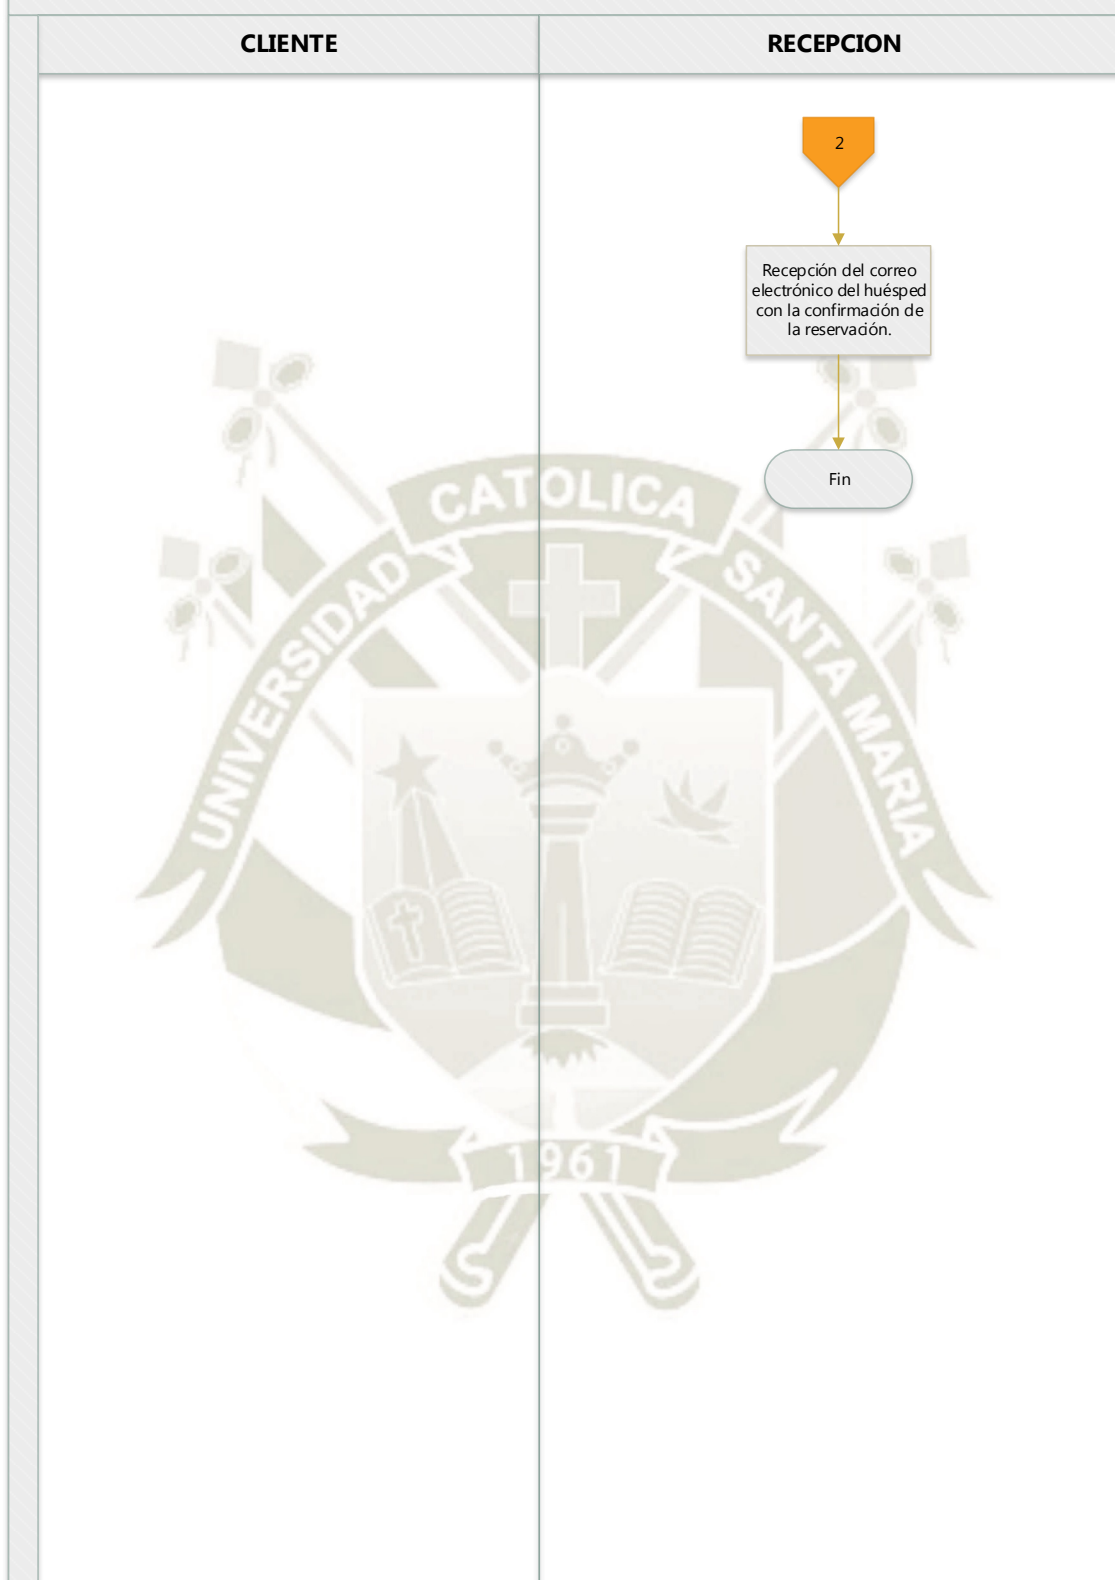 CLIENTE
RECEPCION
2
Recepción del correo
electrónico del huésped
con la confirmación de
la reservación.
Fin
UNIVERSIDAD
CATOLICA
SANTA MARIA
1961